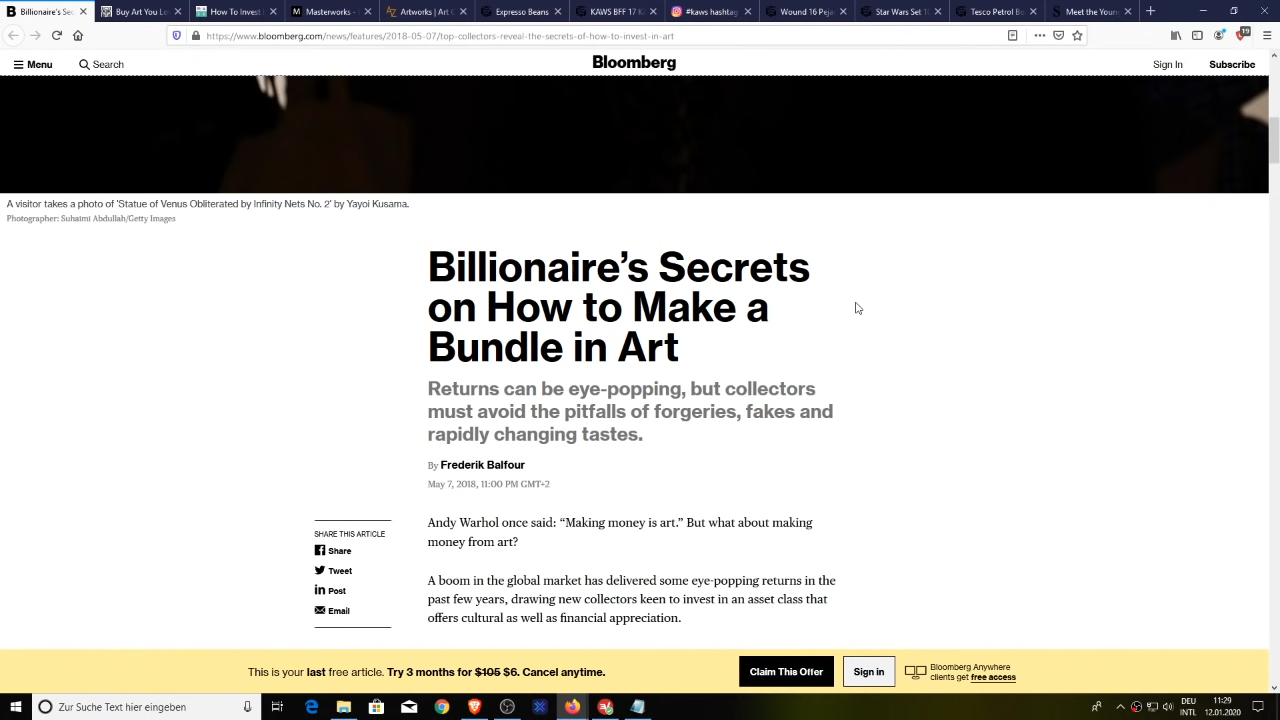 Billionaire's Sec
Buy Art You Lo
How To Invest
Masterworks -
Artworks | Art C
Expresso Beans
KAWS BFF 17 K
#kaws hashtag
Wound 16 Pejac
Star Wars Set 1
Tesco Petrol Be
Meet the Youn
https://www.bloomberg.com/news/features/2018-05-07/top-collectors-reveal-the-secrets-of-how-to-invest-in-art
19
Menu
Search
Bloomberg
Sign In
Subscribe
A visitor takes a photo of 'Statue of Venus Obliterated by Infinity Nets No. 2' by Yayoi Kusama.
Photographer: Suhaimi Abdullah/Getty Images
Billionaire's Secrets
on How to Make a
Bundle in Art
Returns can be eye-popping, but collectors
must avoid the pitfalls of forgeries, fakes and
rapidly changing tastes.
By Frederik Balfour
May 7, 2018, 11:00 PM GMT+2
SHARE THIS ARTICLE
Share
Tweet
Post
Email
Andy Warhol once said: “Making money is art.” But what about making
money from art?
A boom in the global market has delivered some eye-popping returns in the
past few years, drawing new collectors keen to invest in an asset class that
offers cultural as well as financial appreciation.
This is your last free article. Try 3 months for $105 $6. Cancel anytime.
Claim This Offer
Sign in
Bloomberg Anywhere
clients get free access
Zur Suche Text hier eingeben
DEU
INTL
11:29
12.01.2020